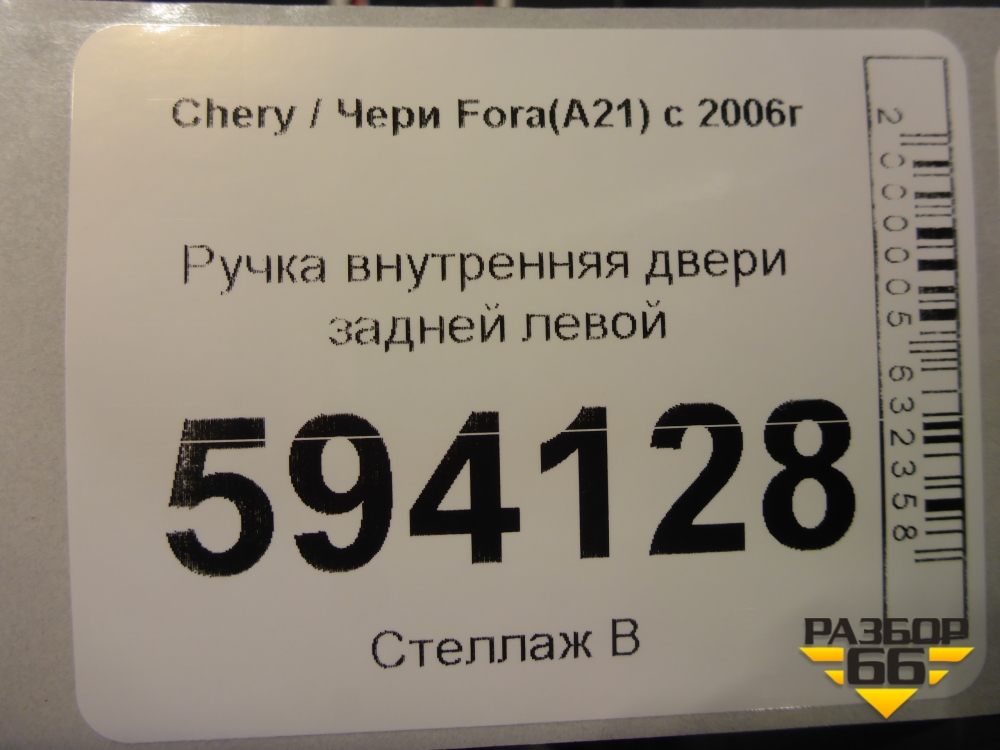 Chery / Чери Fora(A21) с 2006г
Ручка внутренняя двери
задней левой
594128
Стеллаж В
2000005632358
РАЗБОР
66